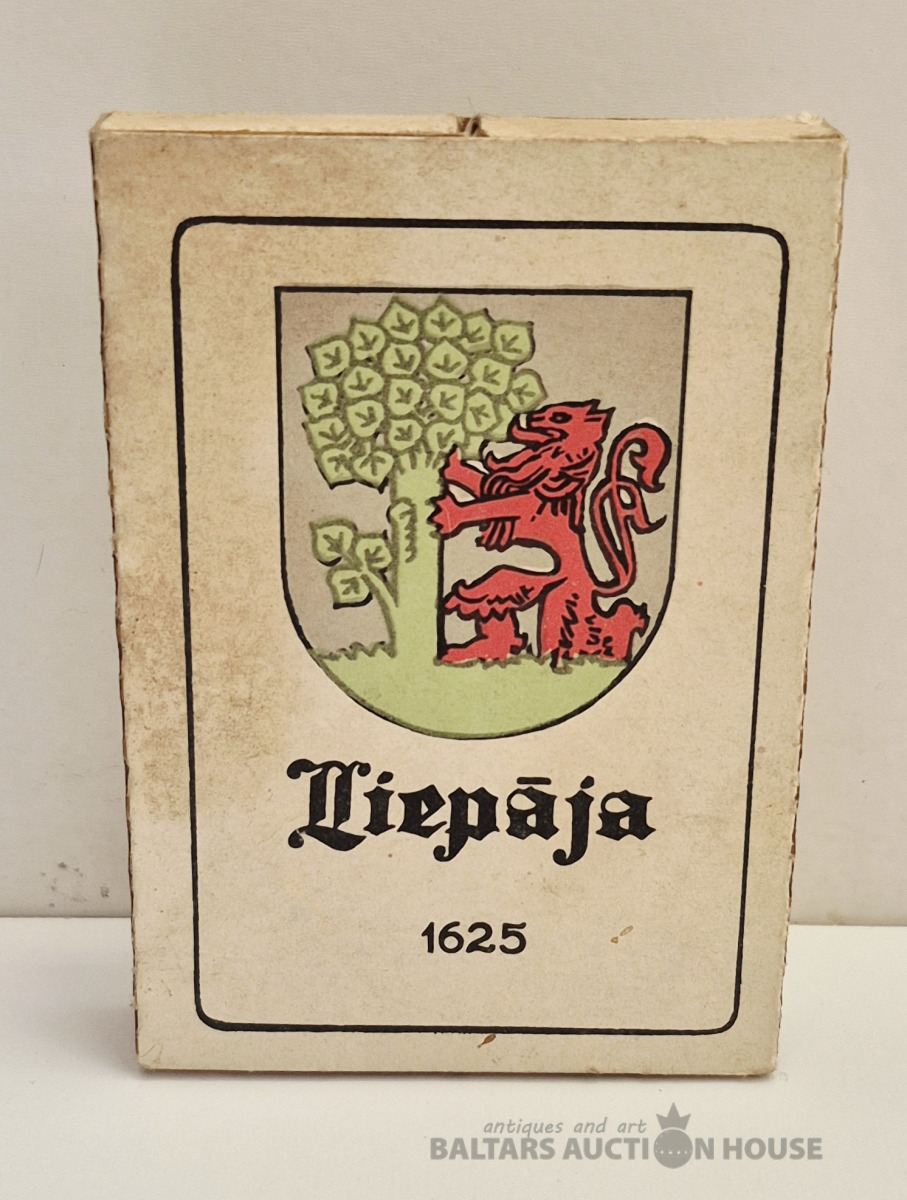 Liepāja
1625
antiques and art
BALTARS AUCTION HOUSE